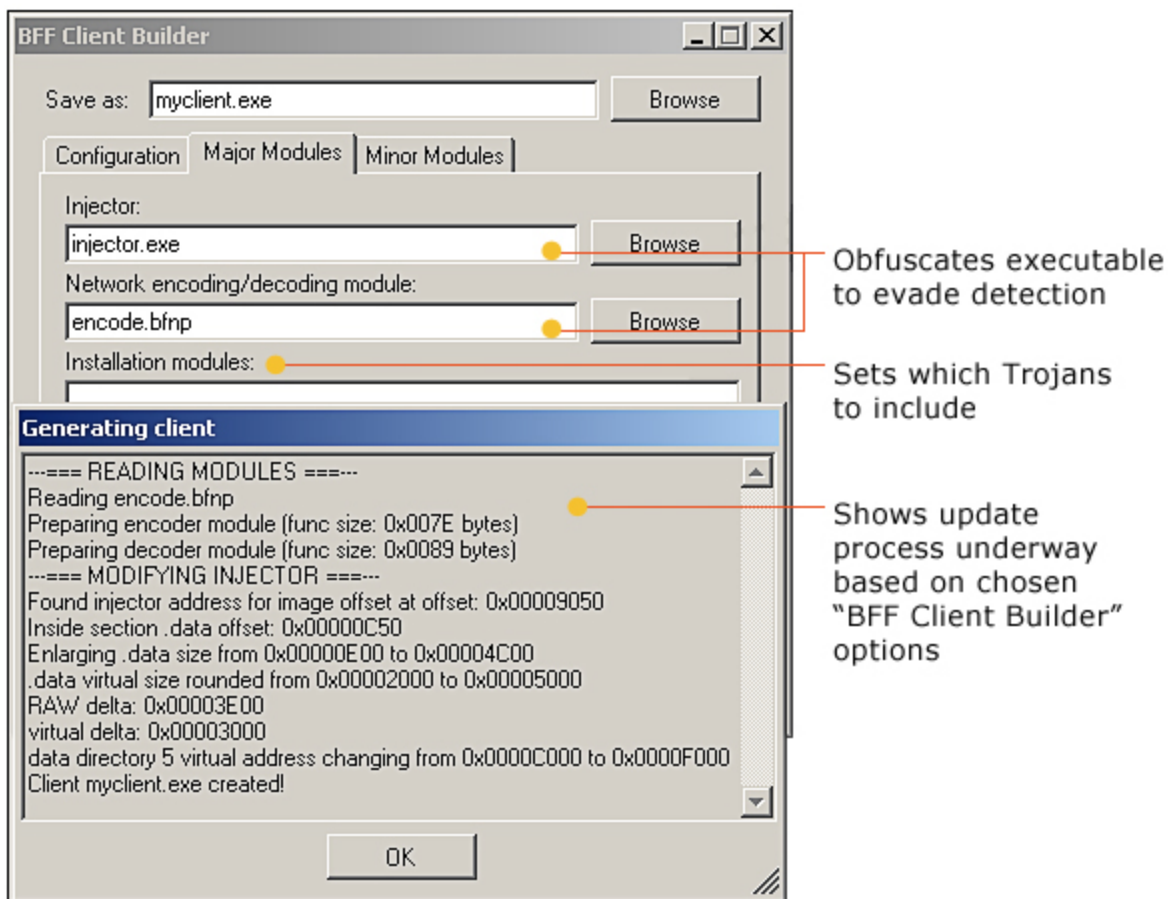 BFF Client Builder
Save as: myclient.exe Browse
Configuration Major Modules Minor Modules
Injector:
injector.exe Browse
Network encoding/decoding module:
encode.bfnp Browse
Installation modules:
Generating client
---=== READING MODULES ===---
Reading encode.bfnp
Preparing encoder module (func size: 0x007E bytes)
Preparing decoder module (func size: 0x0089 bytes)
---=== MODIFYING INJECTOR ===---
Found injector address for image offset at offset: 0x00009050
Inside section .data offset: 0x00000C50
Enlarging .data size from 0x00000E00 to 0x00004C00
.data virtual size rounded from 0x00002000 to 0x00005000
RAW delta: 0x00003E00
virtual delta: 0x00003000
data directory 5 virtual address changing from 0x0000C000 to 0x0000F000
Client myclient.exe created!
OK
Obfuscates executable
to evade detection
Sets which Trojans
to include
Shows update
process underway
based on chosen
“BFF Client Builder”
options